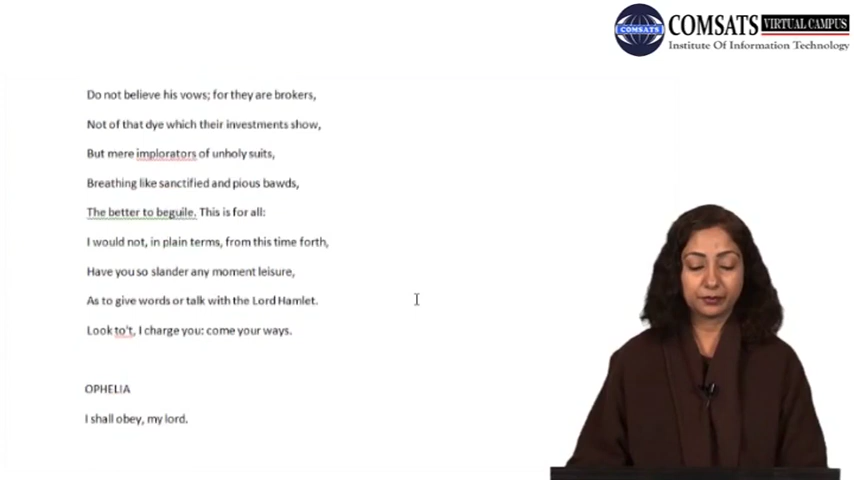 COMSATS
COMSATS VIRTUAL CAMPUS
Institute Of Information Technology
Do not believe his vows; for they are brokers,
Not of that dye which their investments show,
But mere implorators of unholy suits,
Breathing like sanctified and pious bawds,
The better to beguile. This is for all:
I would not, in plain terms, from this time forth,
Have you so slander any moment leisure,
As to give words or talk with the Lord Hamlet.
Look to't, I charge you: come your ways.
OPHELIA
I shall obey, my lord.